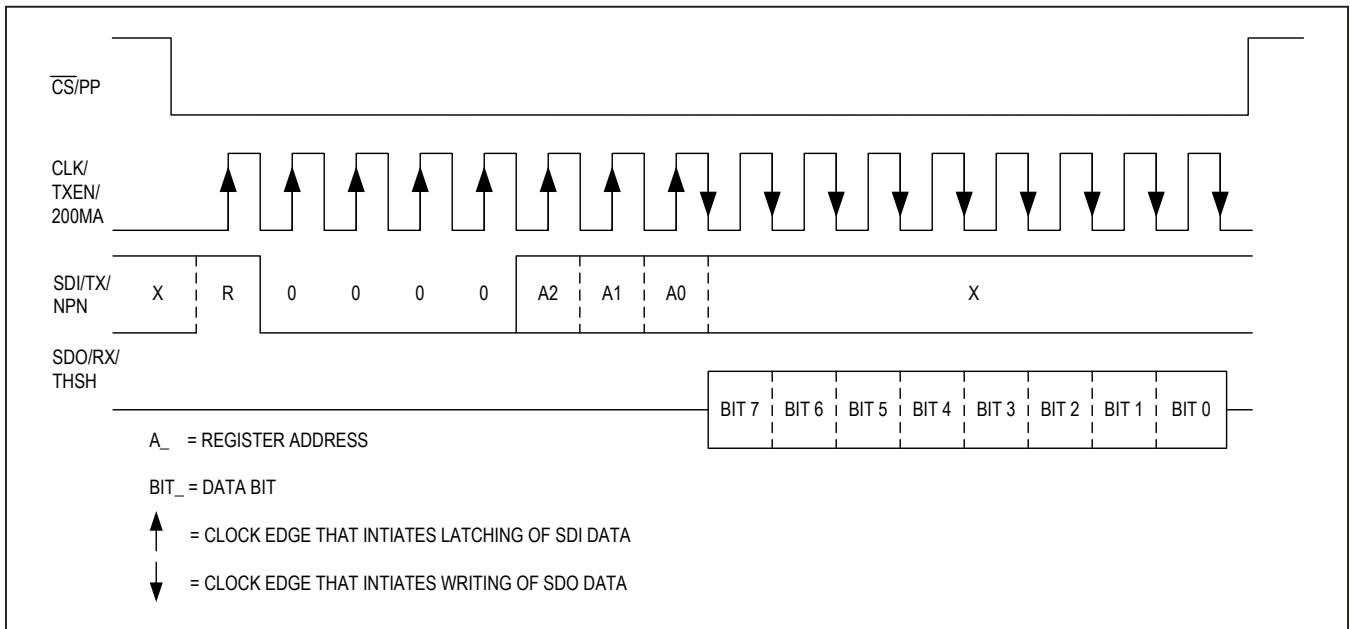 CS/PP
CLK/
TXEN/
200MA
SDI/TX/
NPN
X R 0 0 0 0 A2 A1 A0 X
SDO/RX/
THSH
BIT 7 BIT 6 BIT 5 BIT 4 BIT 3 BIT 2 BIT 1 BIT 0
A_ = REGISTER ADDRESS
BIT_ = DATA BIT
= CLOCK EDGE THAT INTIATES LATCHING OF SDI DATA
= CLOCK EDGE THAT INTIATES WRITING OF SDO DATA